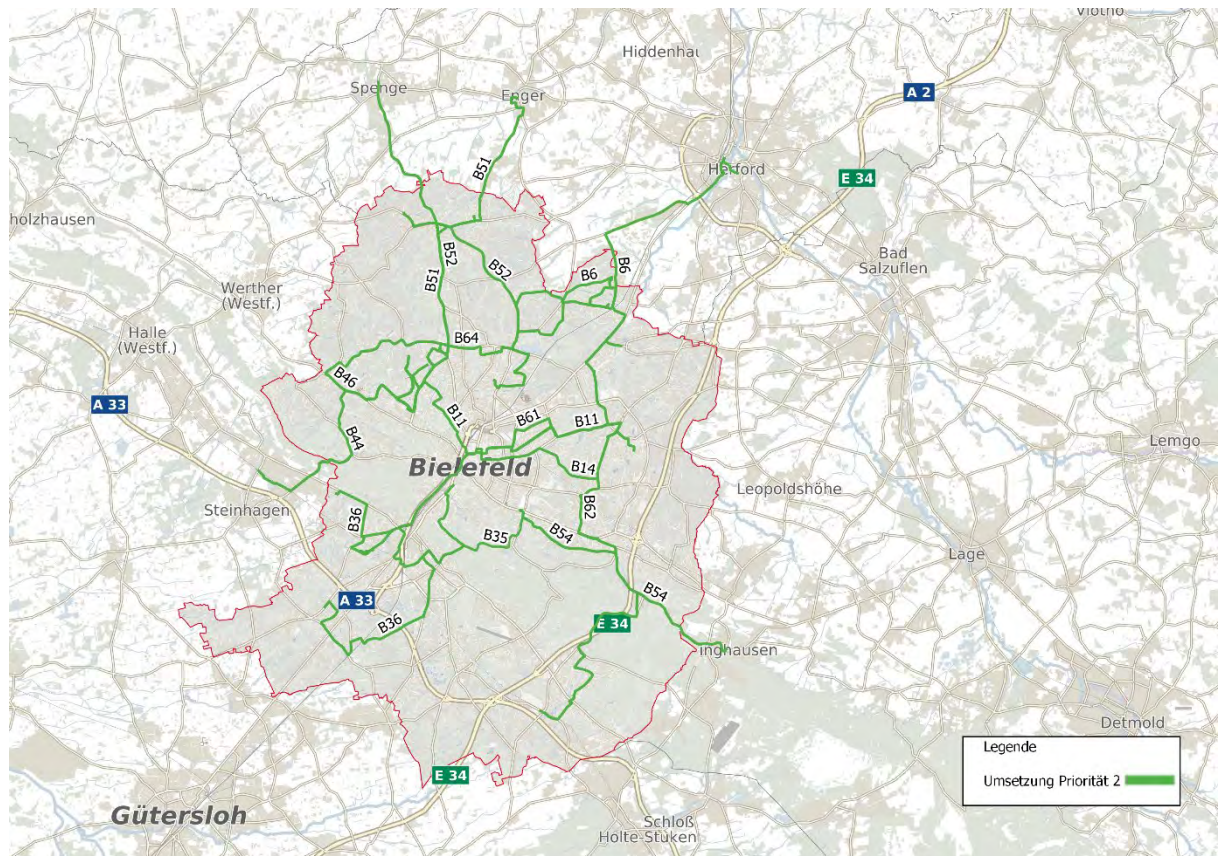 Vlotho
Hiddenhau
Spenge
Enger
A 2
B51
Herford
E 34
holzhausen
B52
B52
B51
B6
B6
Bad
Salzuflen
Werther
(Westf.)
Halle
(Westf.)
B64
B46
A 33
B11
B61
B11
B44
Lemgo
Bielefeld
B14
Leopoldshöhe
Steinhagen
B36
B62
B35
B54
Lage
A 33
B54
B36
E 34
inghausen
Detmold
Legende
Umsetzung Priorität 2
E 34
Gütersloh
Schloß
Holte-Stuken